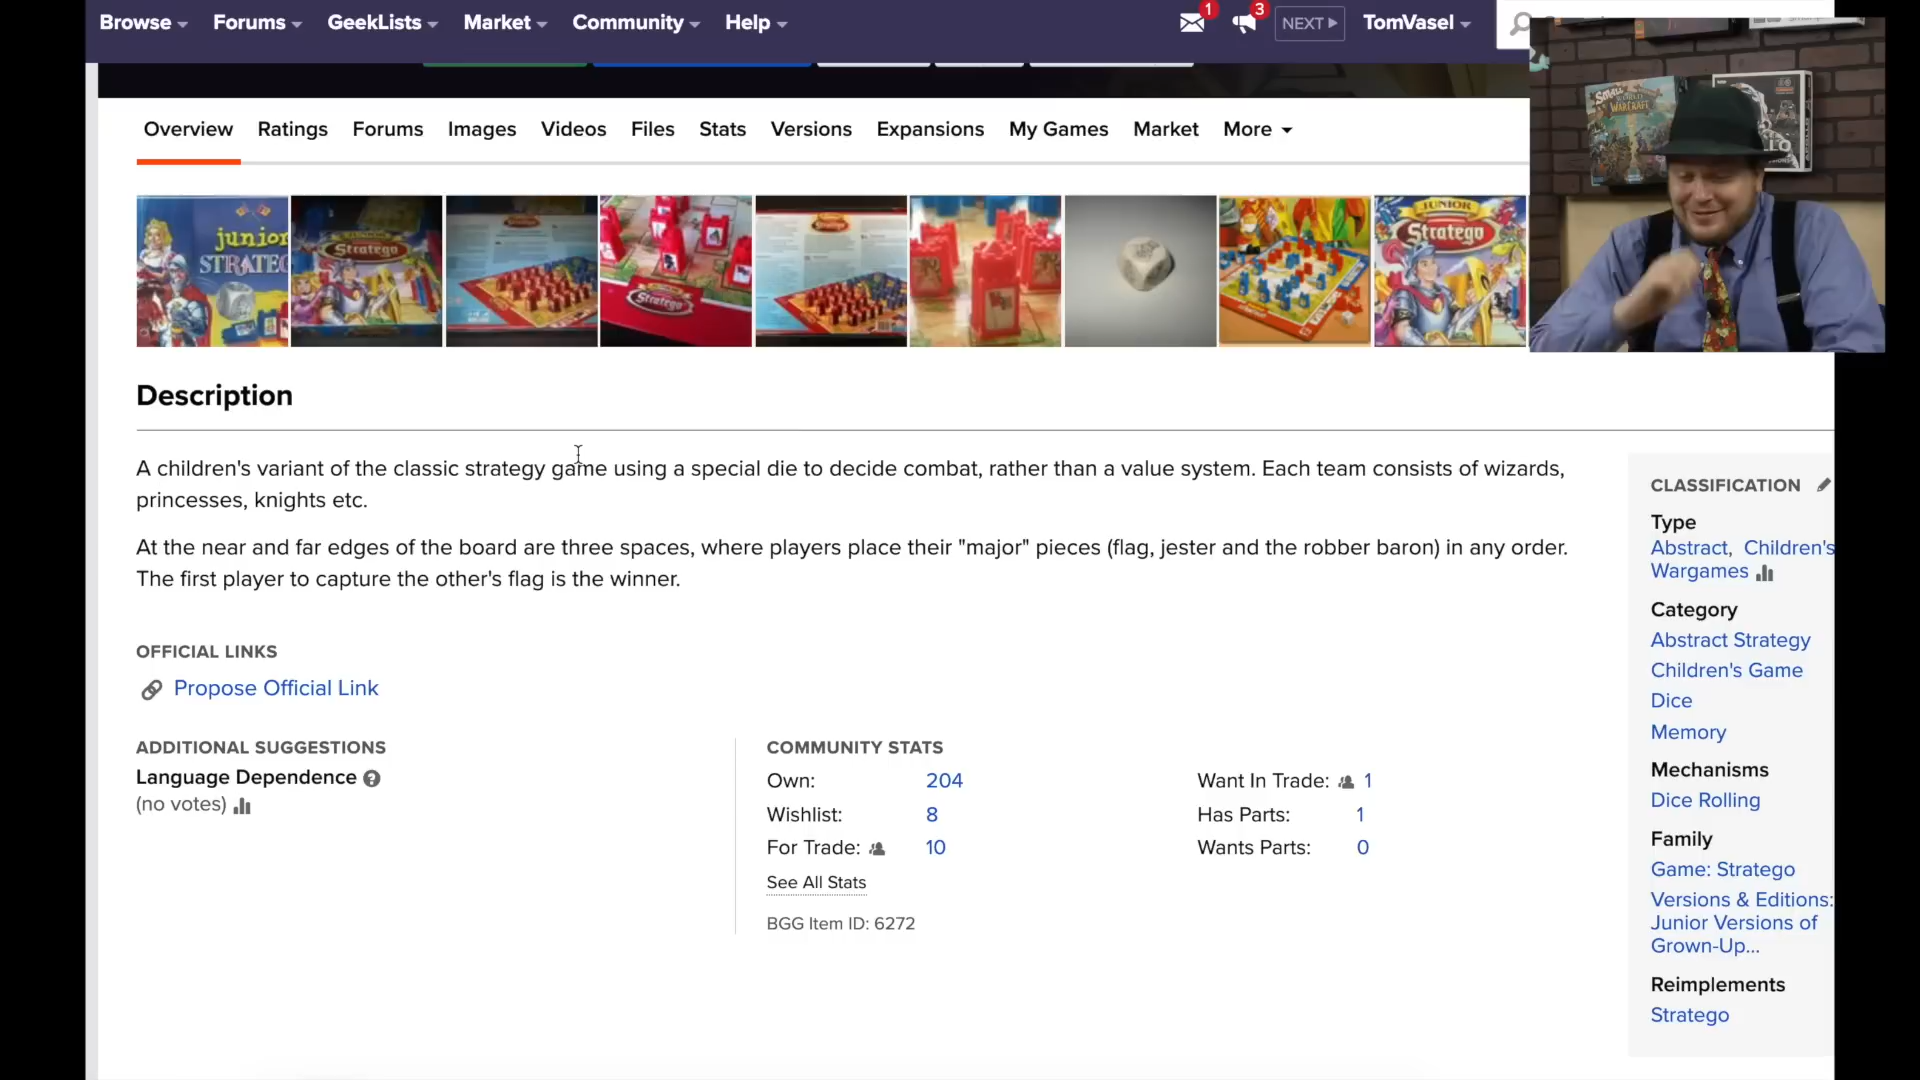 Browse Forums GeekLists Market Community Help 1 3 NEXT TomVasel
Overview Ratings Forums Images Videos Files Stats Versions Expansions My Games Market More
junior
Stratego
Stratego
JUNIOR
Stratego
SMALL
WORLD
WARCRAFT
Description
A children's variant of the classic strategy game using a special die to decide combat, rather than a value system. Each team consists of wizards,
princesses, knights etc.
At the near and far edges of the board are three spaces, where players place their "major" pieces (flag, jester and the robber baron) in any order.
The first player to capture the other's flag is the winner.
OFFICIAL LINKS
Propose Official Link
ADDITIONAL SUGGESTIONS
Language Dependence
(no votes)
COMMUNITY STATS
Own: 204
Wishlist: 8
For Trade: 10
See All Stats
BGG Item ID: 6272
Want In Trade: 1
Has Parts: 1
Wants Parts: 0
CLASSIFICATION
Type
Abstract, Children's
Wargames
Category
Abstract Strategy
Children's Game
Dice
Memory
Mechanisms
Dice Rolling
Family
Game: Stratego
Versions & Editions:
Junior Versions of
Grown-Up...
Reimplements
Stratego